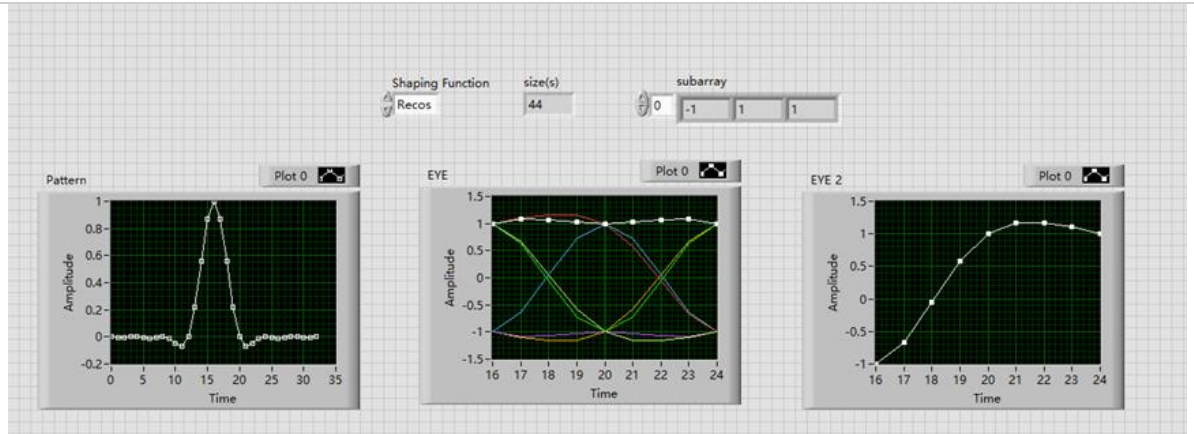 Shaping Function
Recos
size(s)
44
subarray
0
-1 1 1
Pattern
Plot 0
Amplitude
1-
0.8-
0.6-
0.4-
0.2-
0-
-0.2-
0 5 10 15 20 25 30 35
Time
EYE
Plot 0
Amplitude
1.5-
1-
0.5-
0-
-0.5-
-1-
-1.5-
16 17 18 19 20 21 22 23 24
Time
EYE 2
Plot 0
Amplitude
1.5-
1-
0.5-
0-
-0.5-
-1-
16 17 18 19 20 21 22 23 24
Time